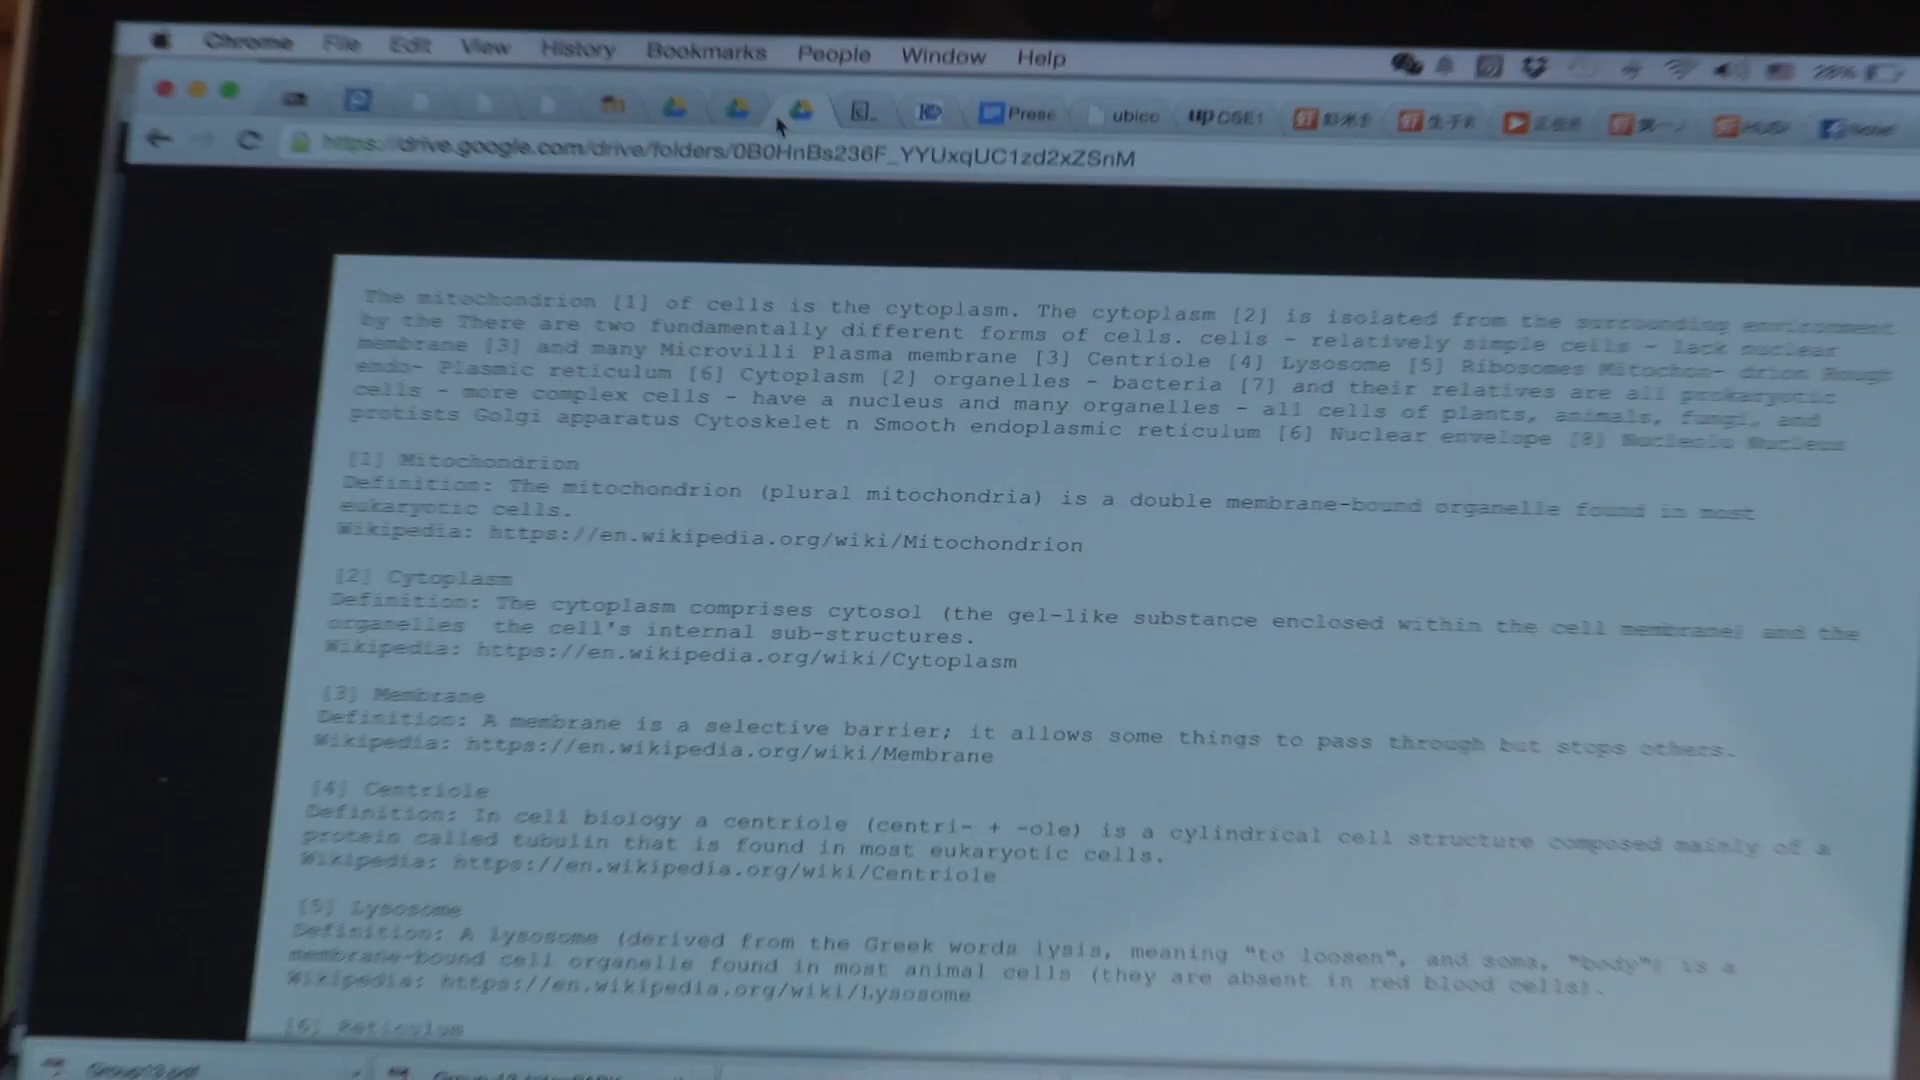 Chrome File Edit View History Bookmarks People Window Help 28%
Prese ubico up CSE1
https://drive.google.com/drive/folders/0B0HnBs236F_YYUxqUC1zd2xZSnM
The mitochondrion [1] of cells is the cytoplasm. The cytoplasm [2] is isolated from the surrounding environment
by the There are two fundamentally different forms of cells. cells - relatively simple cells - lack nuclear
membrane [3] and many Microvilli Plasma membrane [3] Centriole [4] Lysosome [5] Ribosomes Mitochon- drion Rough
endo- Plasmic reticulum [6] Cytoplasm [2] organelles - bacteria [7] and their relatives are all prokaryotic
cells - more complex cells - have a nucleus and many organelles - all cells of plants, animals, fungi, and
protists Golgi apparatus Cytoskelet n Smooth endoplasmic reticulum [6] Nuclear envelope [8] Nucleolu Nucleus
[1] Mitochondrion
Definition: The mitochondrion (plural mitochondria) is a double membrane-bound organelle found in most
eukaryotic cells.
Wikipedia: https://en.wikipedia.org/wiki/Mitochondrion
[2] Cytoplasm
Definition: The cytoplasm comprises cytosol (the gel-like substance enclosed within the cell membrane) and the
organelles the cell's internal sub-structures.
Wikipedia: https://en.wikipedia.org/wiki/Cytoplasm
[3] Membrane
Definition: A membrane is a selective barrier; it allows some things to pass through but stops others.
Wikipedia: https://en.wikipedia.org/wiki/Membrane
[4] Centriole
Definition: In cell biology a centriole (centri- + -ole) is a cylindrical cell structure composed mainly of a
protein called tubulin that is found in most eukaryotic cells.
Wikipedia: https://en.wikipedia.org/wiki/Centriole
[5] Lysosome
Definition: A lysosome (derived from the Greek words lysis, meaning "to loosen", and soma, "body") is a
membrane-bound cell organelle found in most animal cells (they are absent in red blood cells).
Wikipedia: https://en.wikipedia.org/wiki/Lysosome
[6] Reticulum